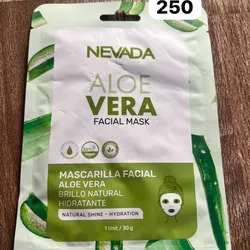 250
NEVADA
ALOE
VERA
FACIAL MASK
MASCARILLA FACIAL
ALOE VERA
BRILLO NATURAL
HIDRATANTE
NATURAL SHINE - HYDRATION
1 Unit / 30 g